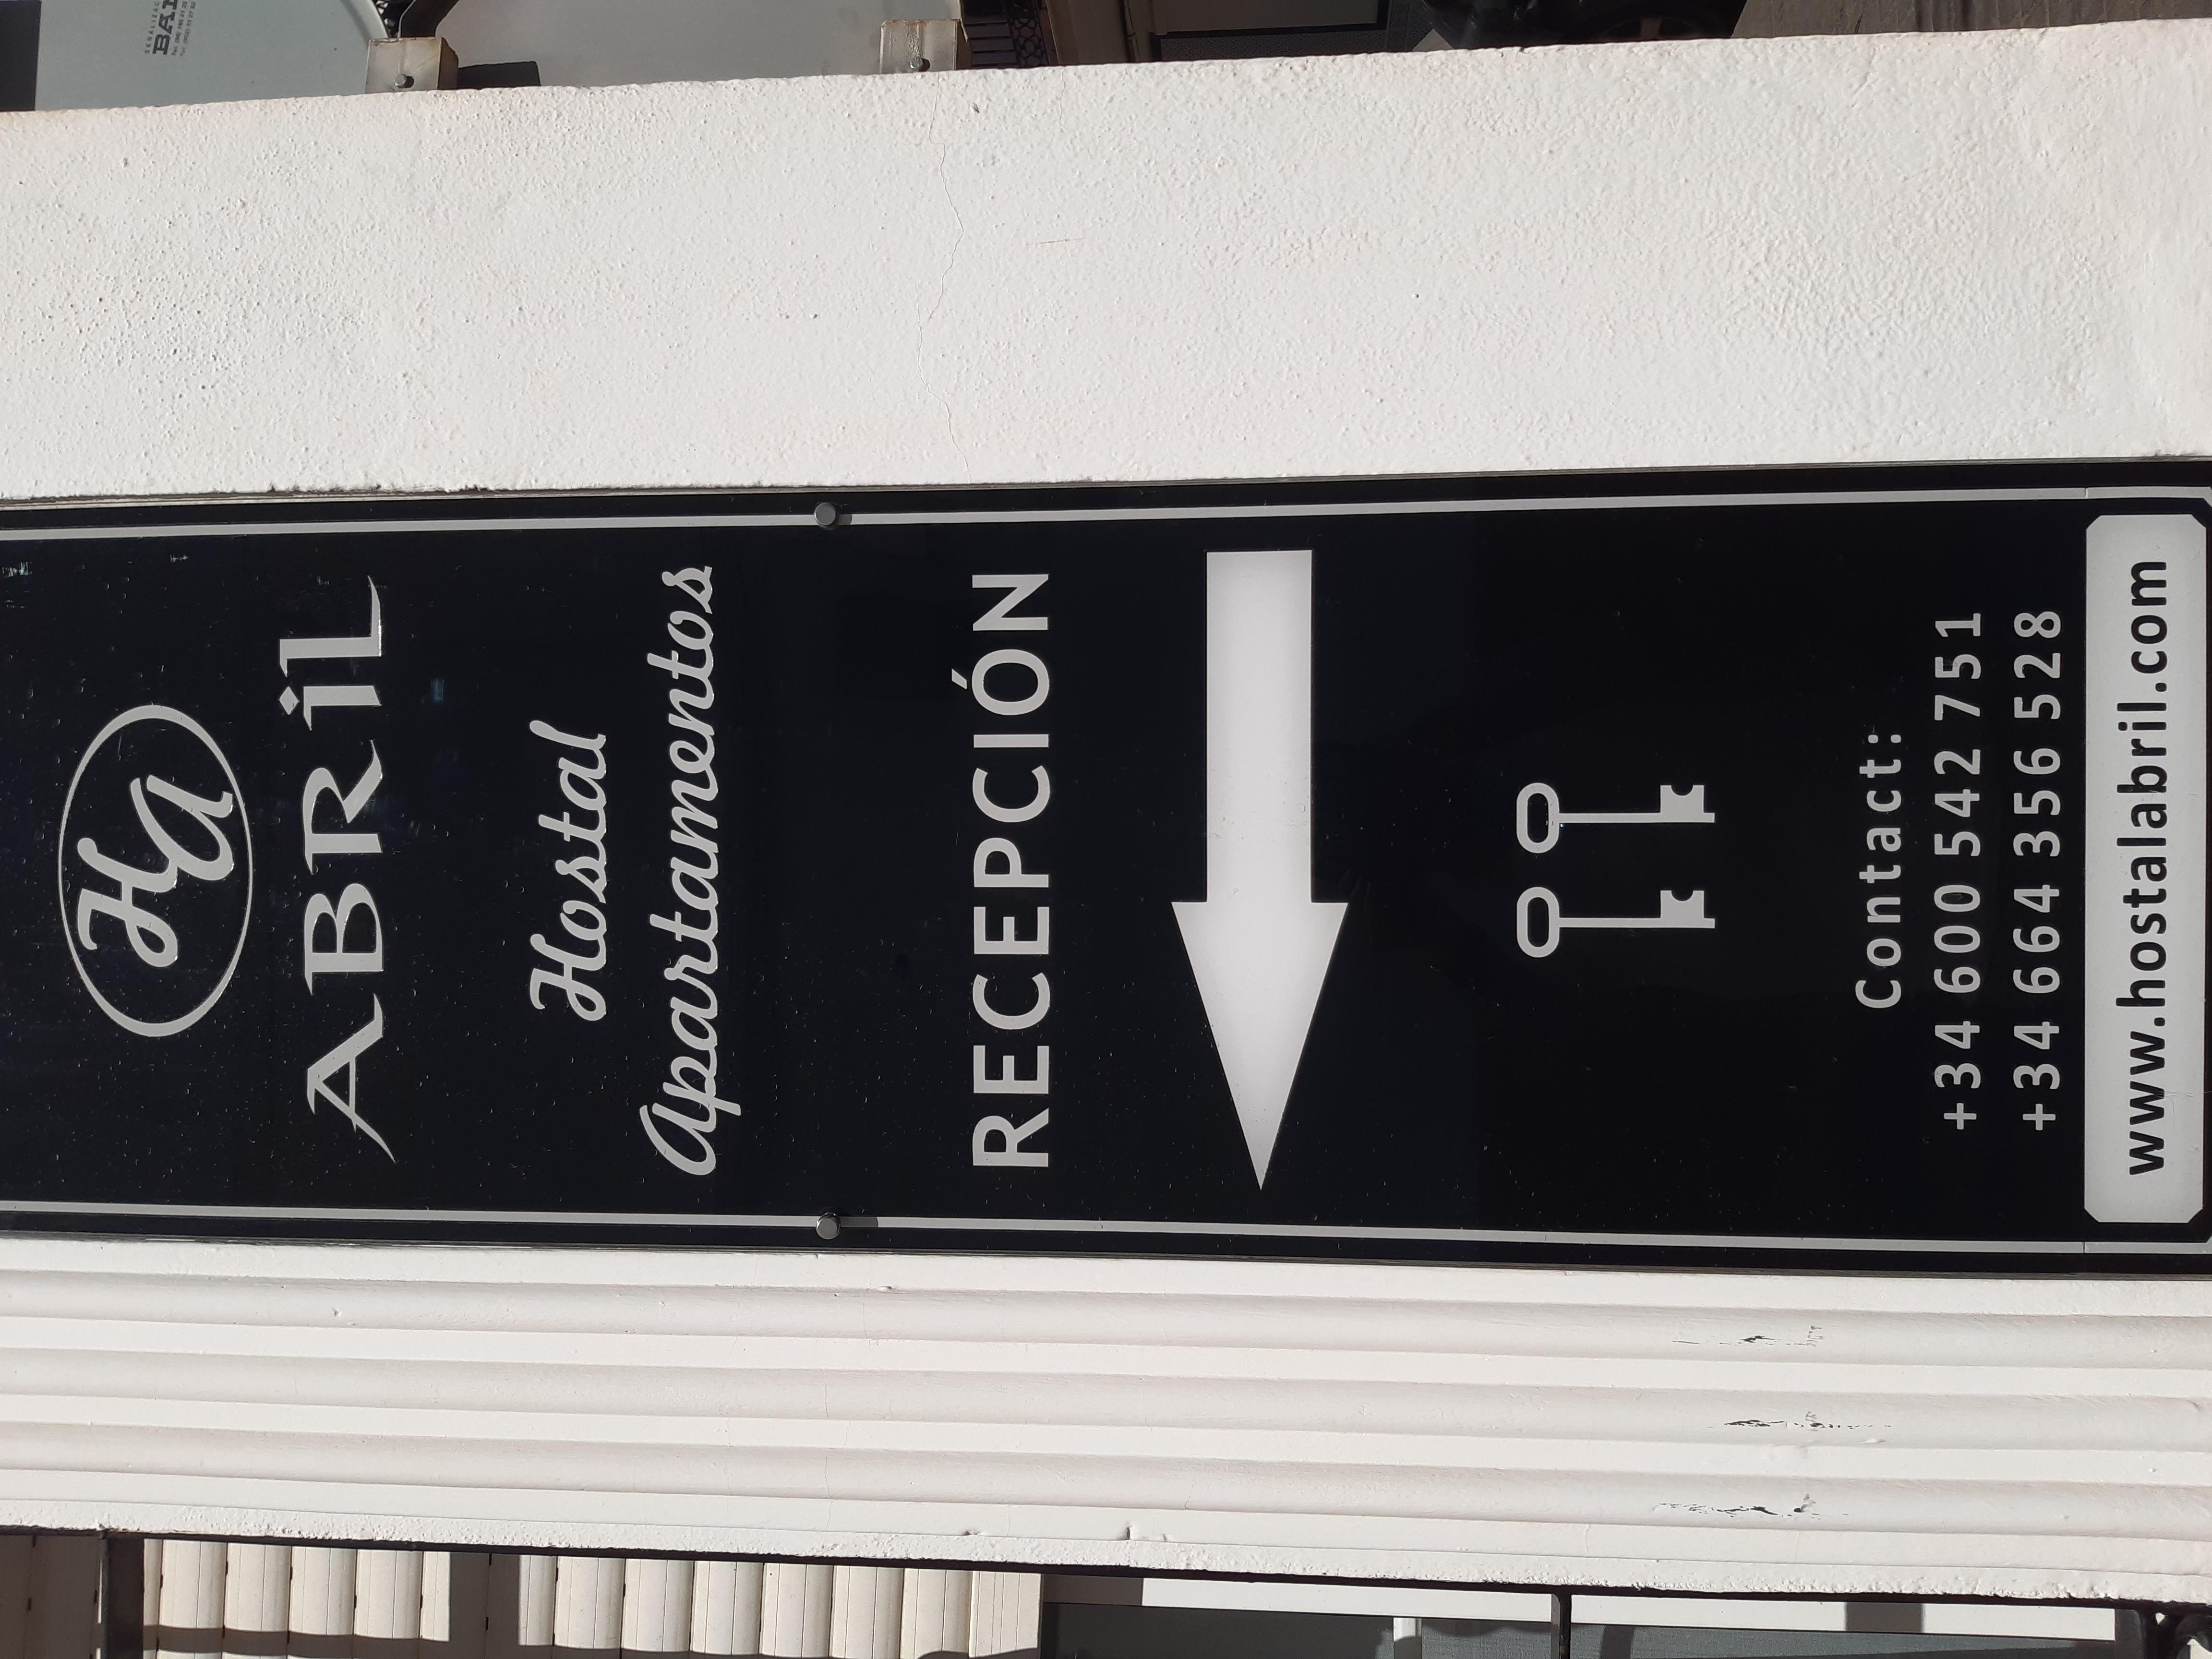 Ha
ABRiL
Hostal
Apartamentos
RECEPCIÓN
Contact:
+34 600 542 751
+34 664 356 528
www.hostalabril.com